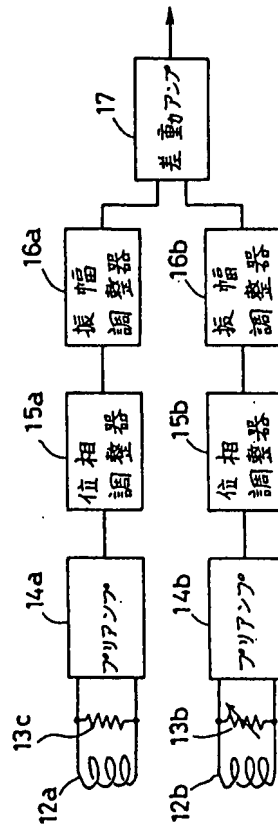 12a
13c
14a
プリアンプ
15a
位相
調整器
16a
振幅
調整器
17
差動アンプ
12b
13b
14b
プリアンプ
15b
位相
調整器
16b
振幅
調整器